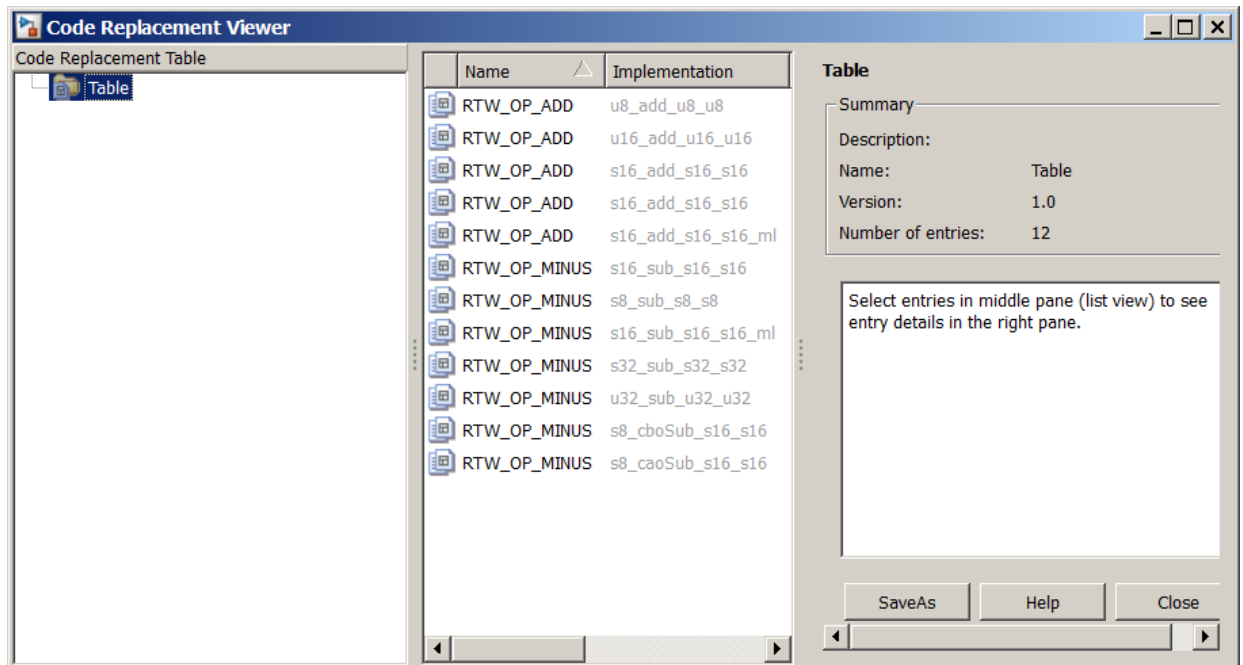 Code Replacement Viewer
Code Replacement Table
Table
Name Implementation
RTW_OP_ADD u8_add_u8_u8
RTW_OP_ADD u16_add_u16_u16
RTW_OP_ADD s16_add_s16_s16
RTW_OP_ADD s16_add_s16_s16
RTW_OP_ADD s16_add_s16_s16_ml
RTW_OP_MINUS s16_sub_s16_s16
RTW_OP_MINUS s8_sub_s8_s8
RTW_OP_MINUS s16_sub_s16_s16_ml
RTW_OP_MINUS s32_sub_s32_s32
RTW_OP_MINUS u32_sub_u32_u32
RTW_OP_MINUS s8_cboSub_s16_s16
RTW_OP_MINUS s8_caoSub_s16_s16
Table
Summary
Description:
Name: Table
Version: 1.0
Number of entries: 12
Select entries in middle pane (list view) to see
entry details in the right pane.
SaveAs Help Close